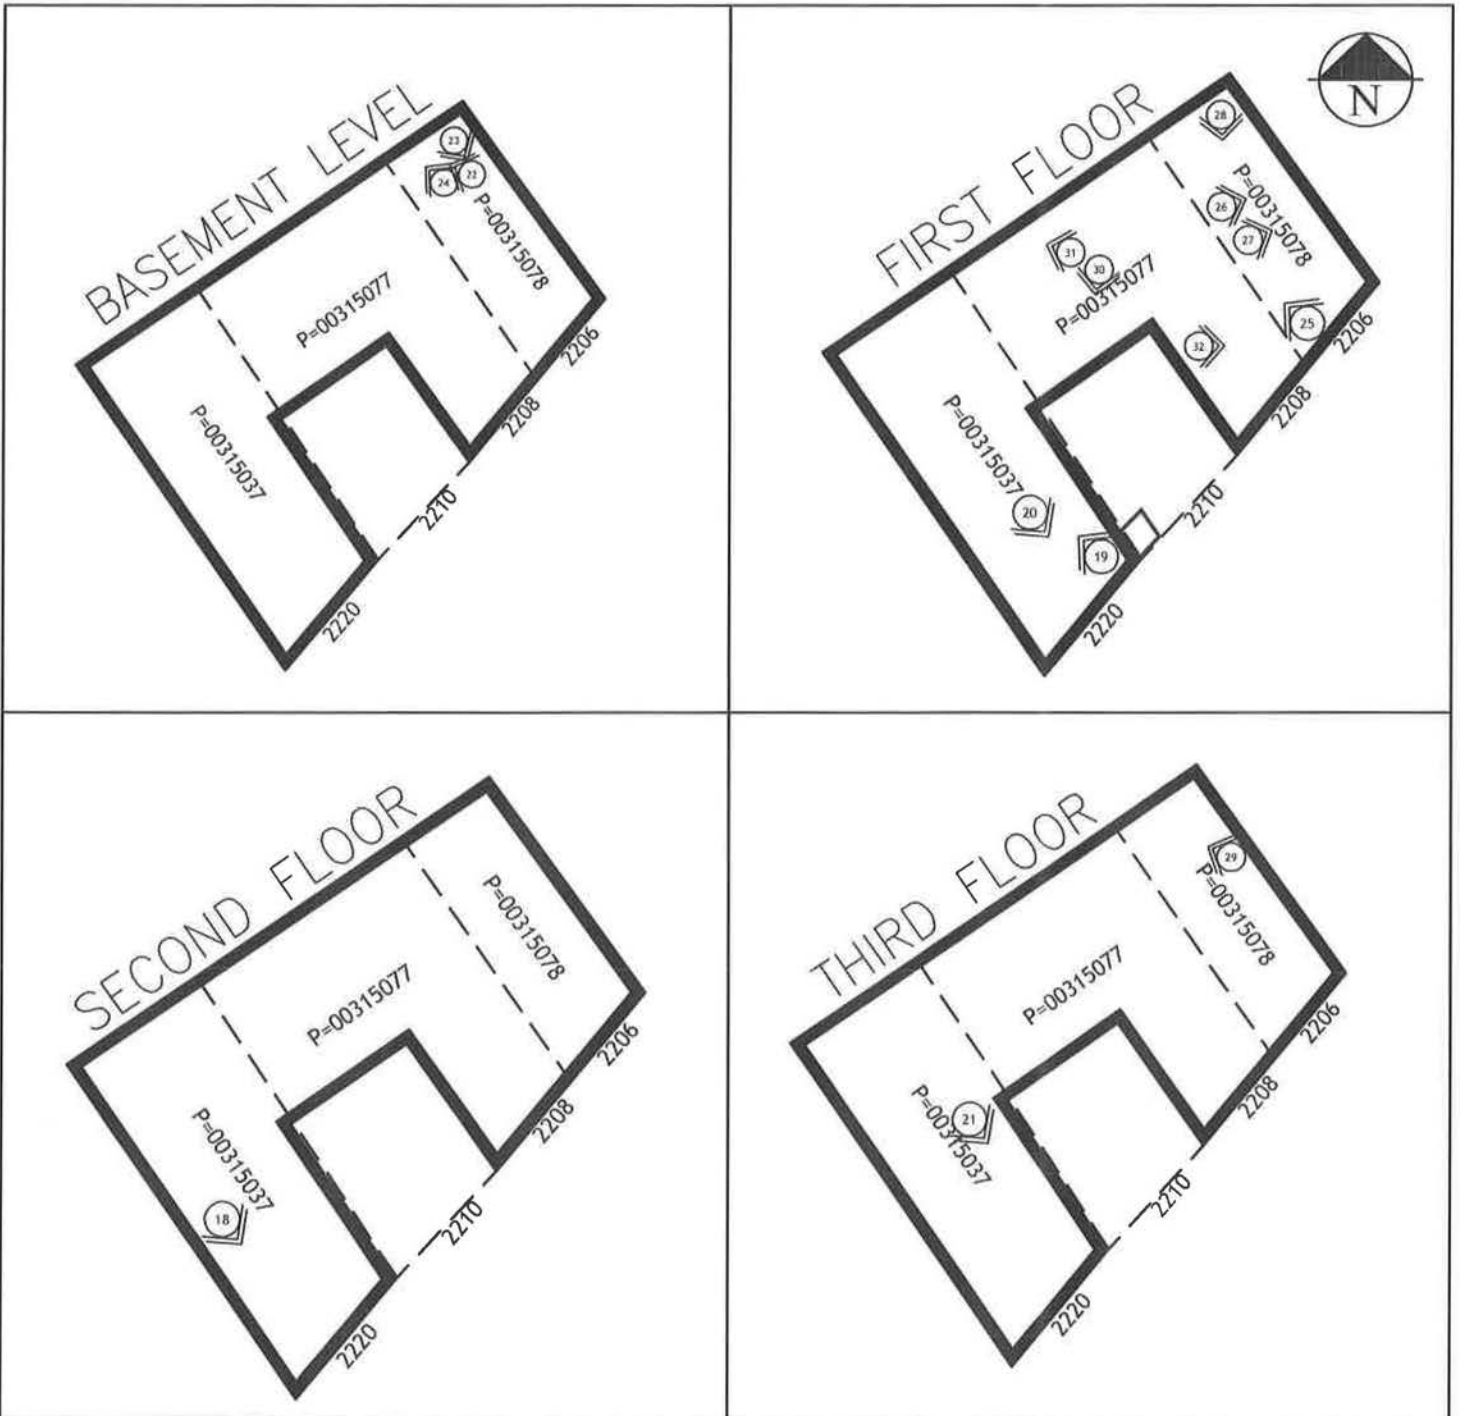 BASEMENT LEVEL
23
24
22
P=00315078
P=00315077
P=00315037
2206
2208
2210
2220
FIRST FLOOR
N
28
P=00315078
26
27
31
30
P=00315077
25
32
2206
2208
P=00315037
20
19
2210
2220
SECOND FLOOR
P=00315078
P=00315077
P=00315037
18
2206
2208
2210
2220
THIRD FLOOR
29
P=00315078
P=00315077
21
P=00315037
2206
2208
2210
2220